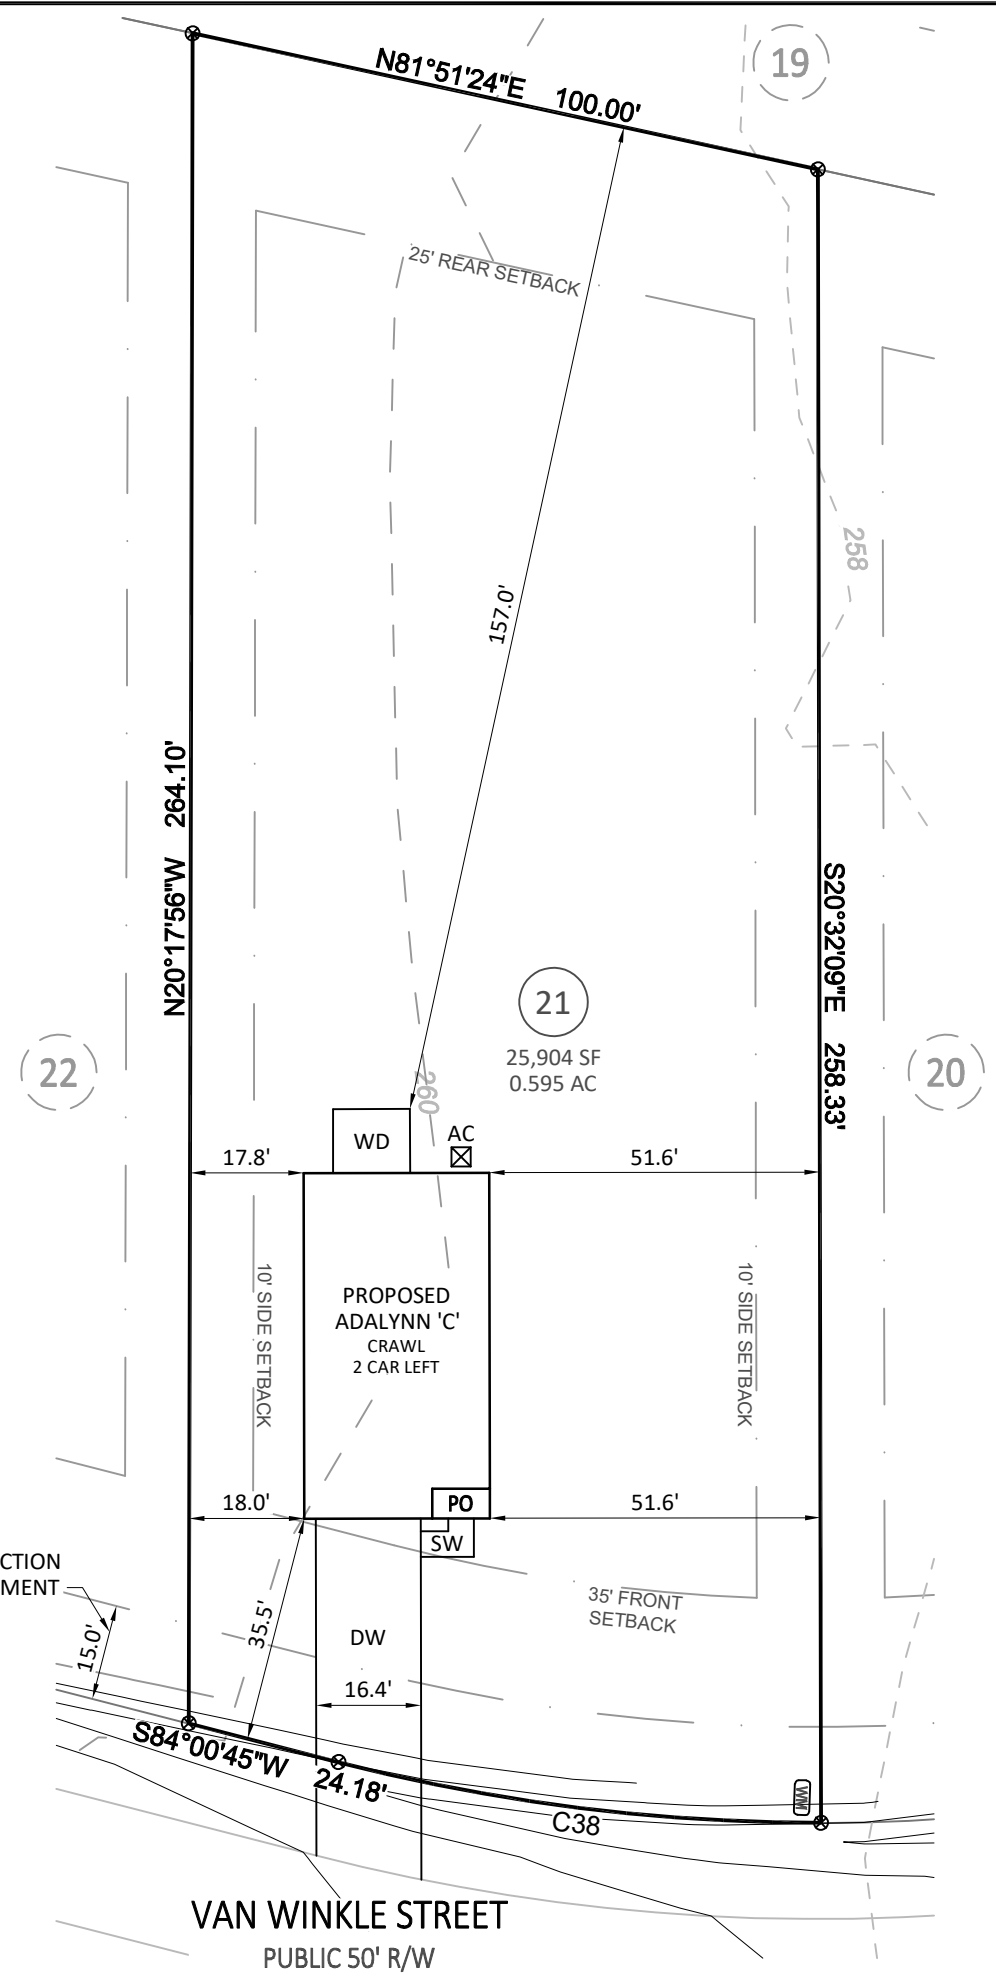 N81°51'24"E 100.00'
19
25' REAR SETBACK
258
157.0'
N20°17'56"W 264.10'
S20°32'09"E 258.33'
21
25,904 SF
0.595 AC
22
20
260
WD
AC
17.8'
51.6'
PROPOSED
ADALYNN 'C'
CRAWL
2 CAR LEFT
10' SIDE SETBACK
10' SIDE SETBACK
18.0'
PO
51.6'
SW
CTION
MENT
15.0'
35.5'
35' FRONT
SETBACK
DW
16.4'
S84°00'45"W 24.18'
C38
WM
VAN WINKLE STREET
PUBLIC 50' R/W